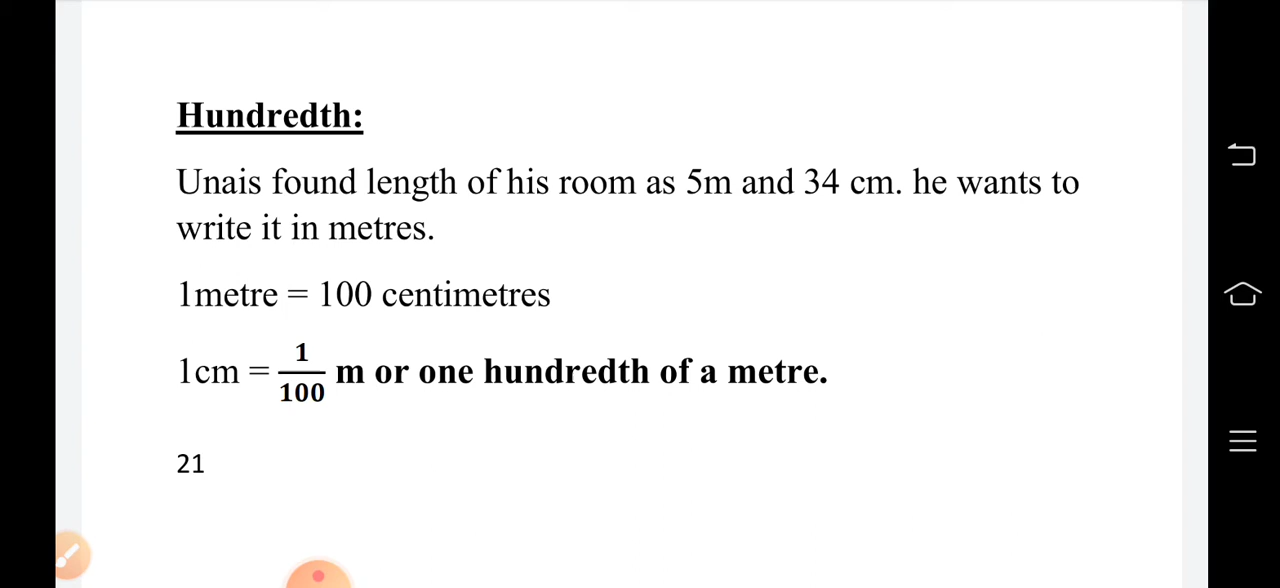 Hundredth:
Unais found length of his room as 5m and 34 cm. he wants to
write it in metres.
1metre = 100 centimetres
1cm = 1/100 m or one hundredth of a metre.
21